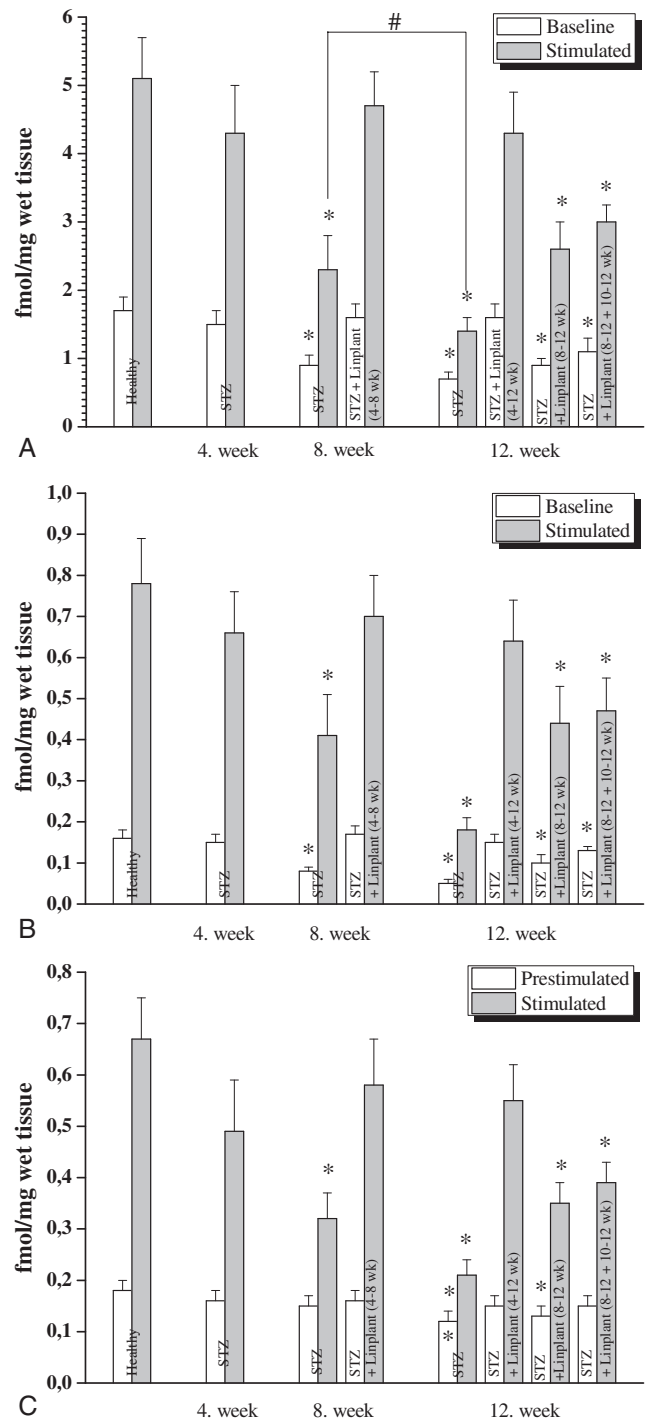 6
5
4
3
2
1
0
fmol/mg wet tissue
Baseline
Stimulated
#
* *
* *
* *
* *
Healthy
STZ
STZ
STZ + Linplant
(4-8 wk)
STZ
STZ + Linplant
(4-12 wk)
STZ
+Linplant (8-12 wk)
STZ
+ Linplant (8-12 + 10-12 wk)
A
4. week 8. week 12. week
1,0
0,9
0,8
0,7
0,6
0,5
0,4
0,3
0,2
0,1
0,0
fmol/mg wet tissue
Baseline
Stimulated
* *
* *
* *
* *
Healthy
STZ
STZ
STZ
+ Linplant (4-8 wk)
STZ
STZ
+ Linplant (4-12 wk)
STZ
+Linplant (8-12 wk)
STZ
+ Linplant (8-12 + 10-12 wk)
B
4. week 8. week 12. week
0,8
0,7
0,6
0,5
0,4
0,3
0,2
0,1
0,0
fmol/mg wet tissue
Prestimulated
Stimulated
*
* * *
* *
*
Healthy
STZ
STZ
STZ
+ Linplant (4-8 wk)
STZ
STZ
+ Linplant (4-12 wk)
STZ
+Linplant (8-12 wk)
STZ
+ Linplant (8-12 + 10-12 wk)
C
4. week 8. week 12. week